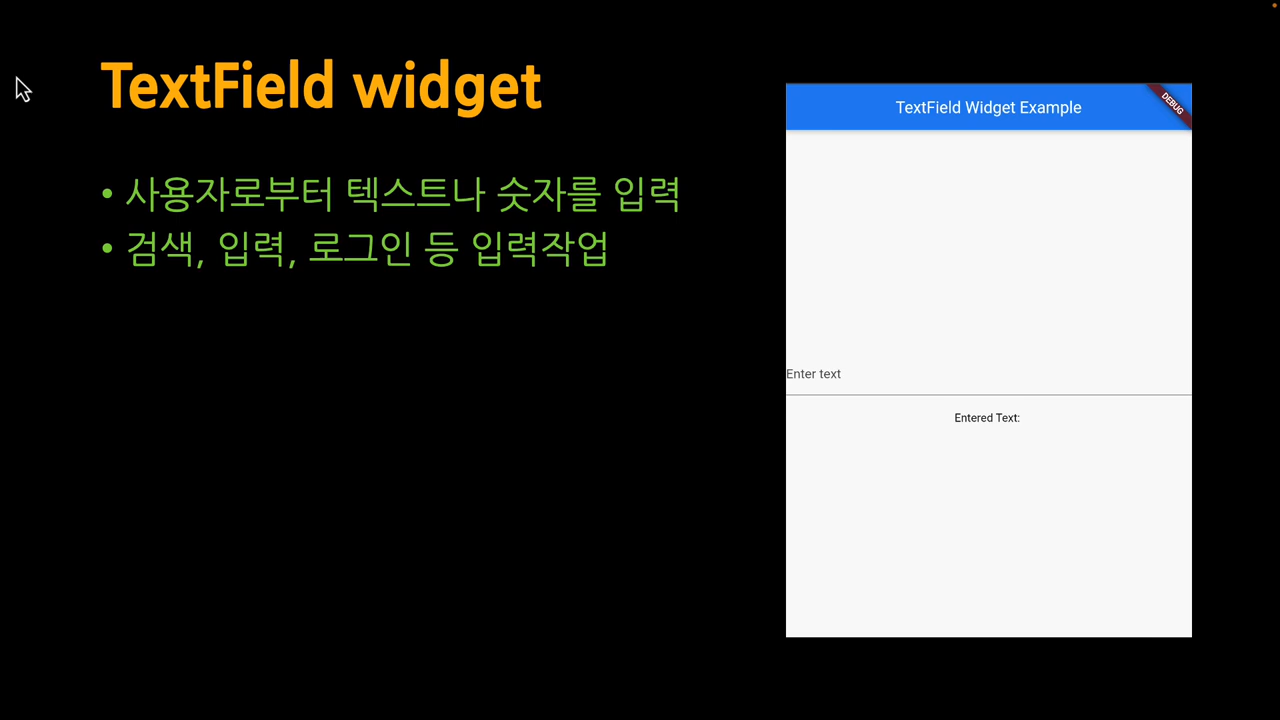 TextField widget
• 사용자로부터 텍스트나 숫자를 입력
• 검색, 입력, 로그인 등 입력작업
TextField Widget Example
DEBUG
Enter text
Entered Text: